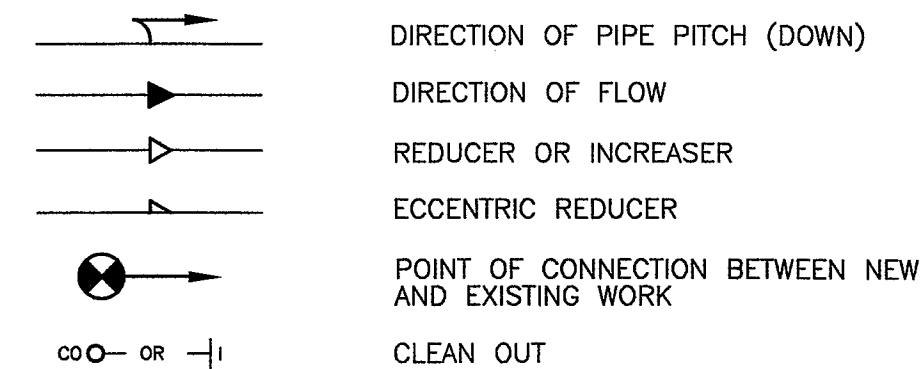 DIRECTION OF PIPE PITCH (DOWN)
DIRECTION OF FLOW
REDUCER OR INCREASER
ECCENTRIC REDUCER
POINT OF CONNECTION BETWEEN NEW
AND EXISTING WORK
CO OR CLEAN OUT